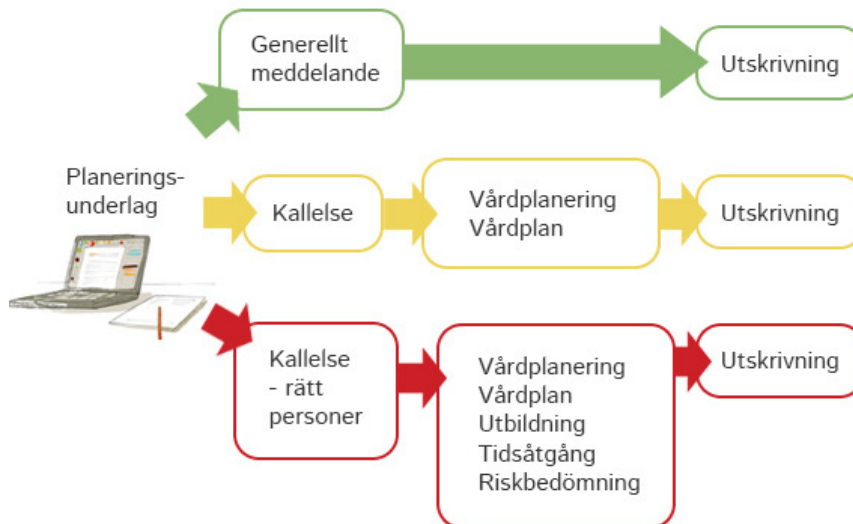 Generellt
meddelande
Utskrivning
Planerings-
underlag
Kallelse
Vårdplanering
Vårdplan
Utskrivning
Kallelse
- rätt
personer
Vårdplanering
Vårdplan
Utbildning
Tidsåtgång
Riskbedömning
Utskrivning